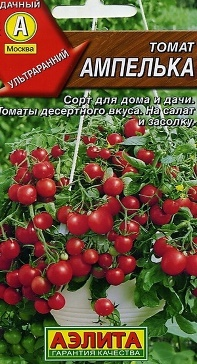 ДАЧНЫЙ
А
Москва
УЛЬТРАРАННИЙ
ТОМАТ
АМПЕЛЬКА
Сорт для дома и дачи.
Томаты десертного вкуса. На салат
и засолку.
АЭЛИТА
ГАРАНТИЯ КАЧЕСТВА